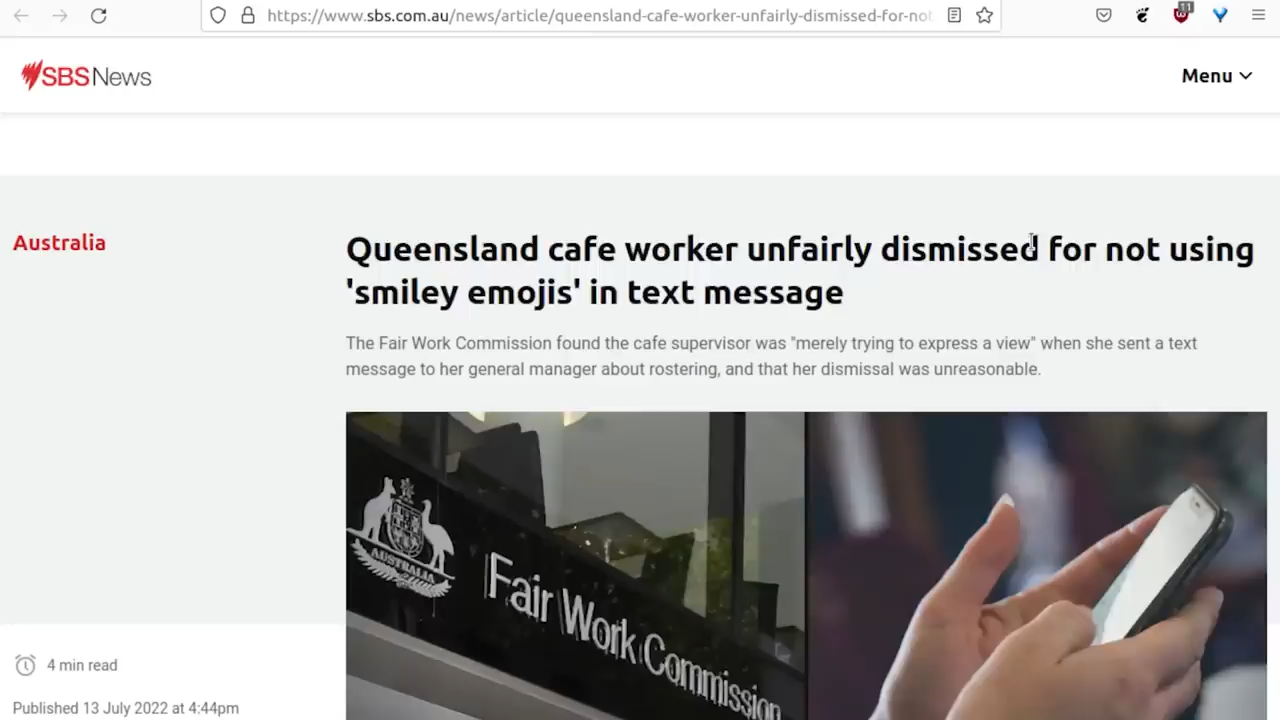 https://www.sbs.com.au/news/article/queensland-cafe-worker-unfairly-dismissed-for-not
11
SBS News
Menu
Australia
Queensland cafe worker unfairly dismissed for not using
'smiley emojis' in text message
The Fair Work Commission found the cafe supervisor was "merely trying to express a view" when she sent a text
message to her general manager about rostering, and that her dismissal was unreasonable.
AUSTRALIA
Fair Work Commission
4 min read
Published 13 July 2022 at 4:44pm